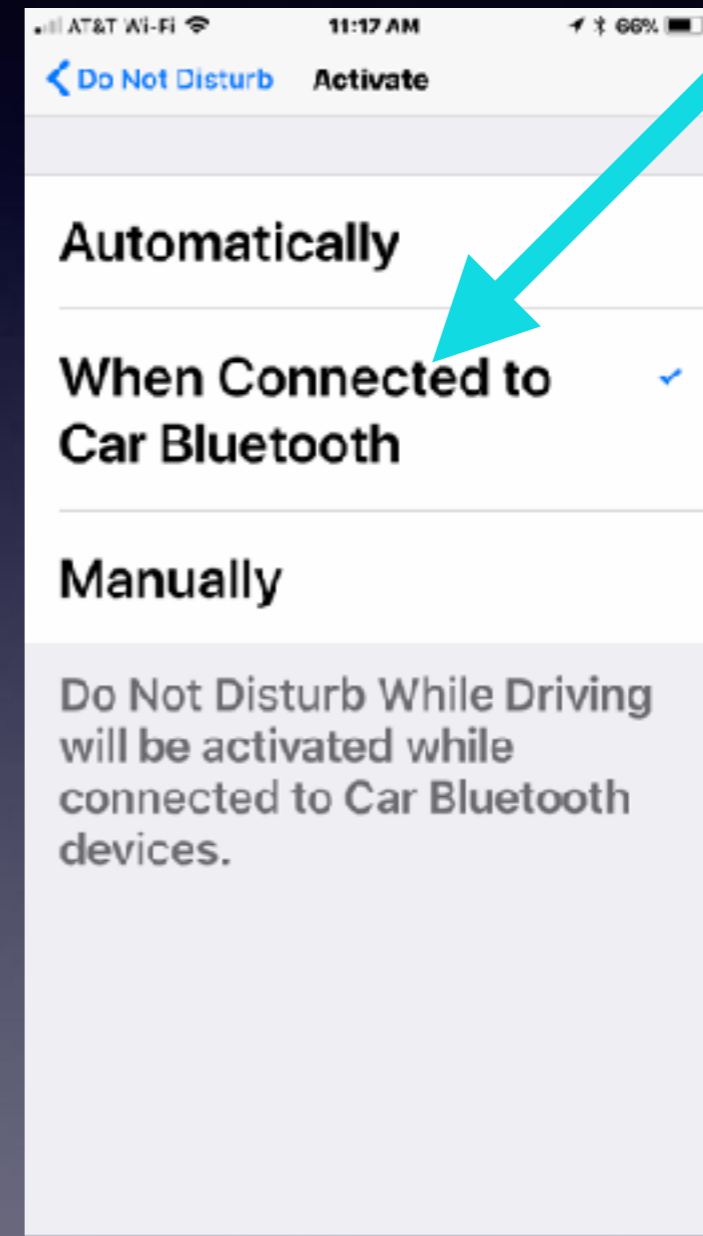 AT&T Wi-Fi 11:17 AM 66%
Do Not Disturb Activate
Automatically
When Connected to
Car Bluetooth
Manually
Do Not Disturb While Driving
will be activated while
connected to Car Bluetooth
devices.